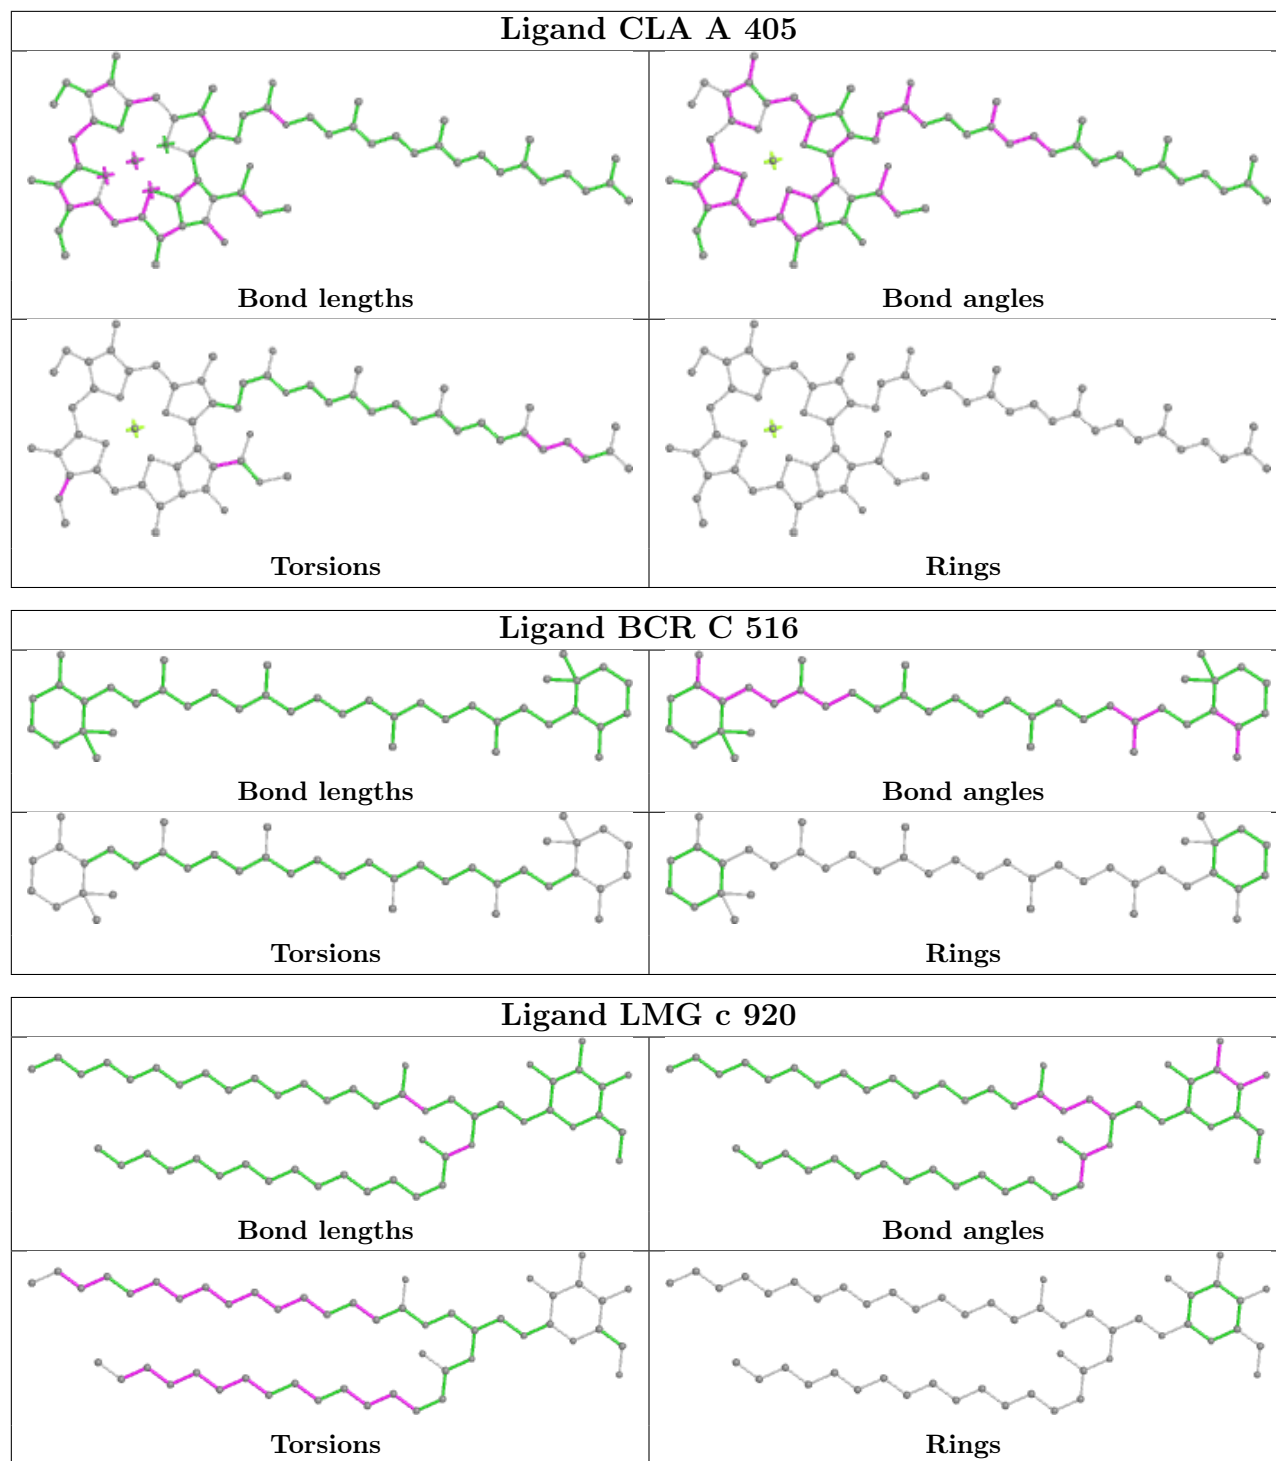 Ligand CLA A 405
Bond lengths
Bond angles
Torsions
Rings
Ligand BCR C 516
Bond lengths
Bond angles
Torsions
Rings
Ligand LMG c 920
Bond lengths
Bond angles
Torsions
Rings